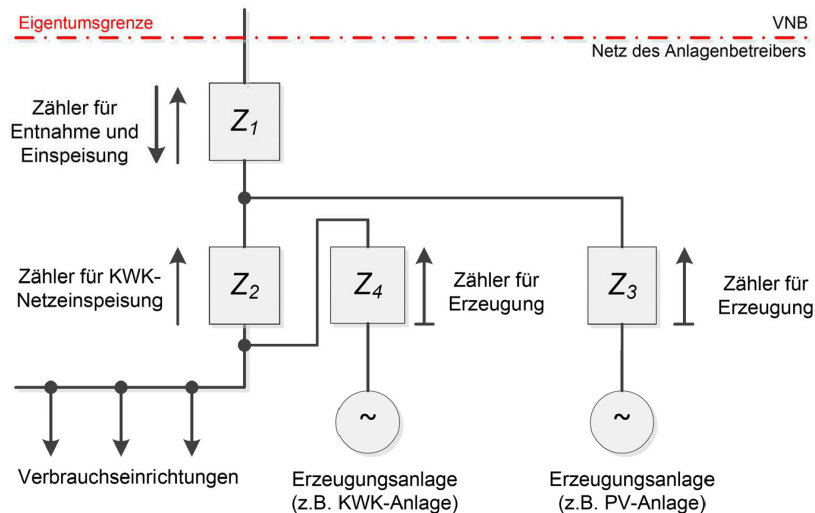 Eigentumsgrenze
VNB
Netz des Anlagenbetreibers
Zähler für
Entnahme und
Einspeisung
Z1
Zähler für KWK-
Netzeinspeisung
Z2
Z4
Zähler für
Erzeugung
Z3
Zähler für
Erzeugung
~
~
Verbrauchseinrichtungen
Erzeugungsanlage
(z.B. KWK-Anlage)
Erzeugungsanlage
(z.B. PV-Anlage)